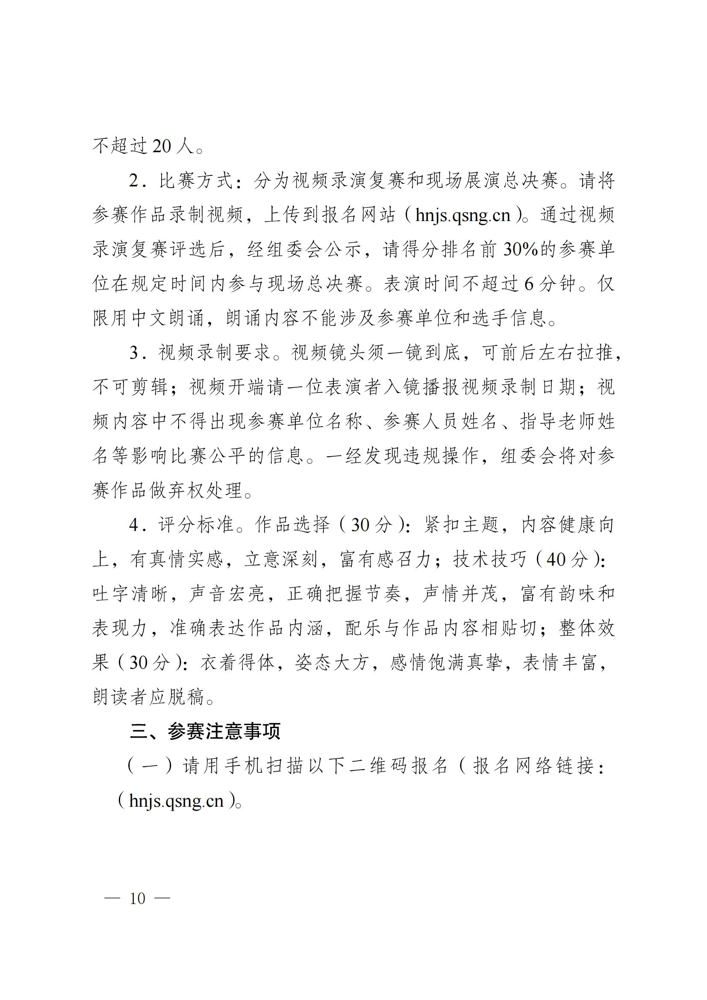 不超过 20 人。
2．比赛方式：分为视频录演复赛和现场展演总决赛。请将
参赛作品录制视频，上传到报名网站（hnjs.qsng.cn）。通过视频
录演复赛评选后，经组委会公示，请得分排名前 30%的参赛单
位在规定时间内参与现场总决赛。表演时间不超过 6 分钟。仅
限用中文朗诵，朗诵内容不能涉及参赛单位和选手信息。
3．视频录制要求。视频镜头须一镜到底，可前后左右拉推，
不可剪辑；视频开端请一位表演者入镜播报视频录制日期；视
频内容中不得出现参赛单位名称、参赛人员姓名、指导老师姓
名等影响比赛公平的信息。一经发现违规操作，组委会将对参
赛作品做弃权处理。
4．评分标准。作品选择（30 分）：紧扣主题，内容健康向
上，有真情实感，立意深刻，富有感召力；技术技巧（40 分）：
吐字清晰，声音宏亮，正确把握节奏，声情并茂，富有韵味和
表现力，准确表达作品内涵，配乐与作品内容相贴切；整体效
果（30 分）：衣着得体，姿态大方，感情饱满真挚，表情丰富，
朗读者应脱稿。
三、参赛注意事项
（一）请用手机扫描以下二维码报名（报名网络链接：
（hnjs.qsng.cn）。
— 10 —